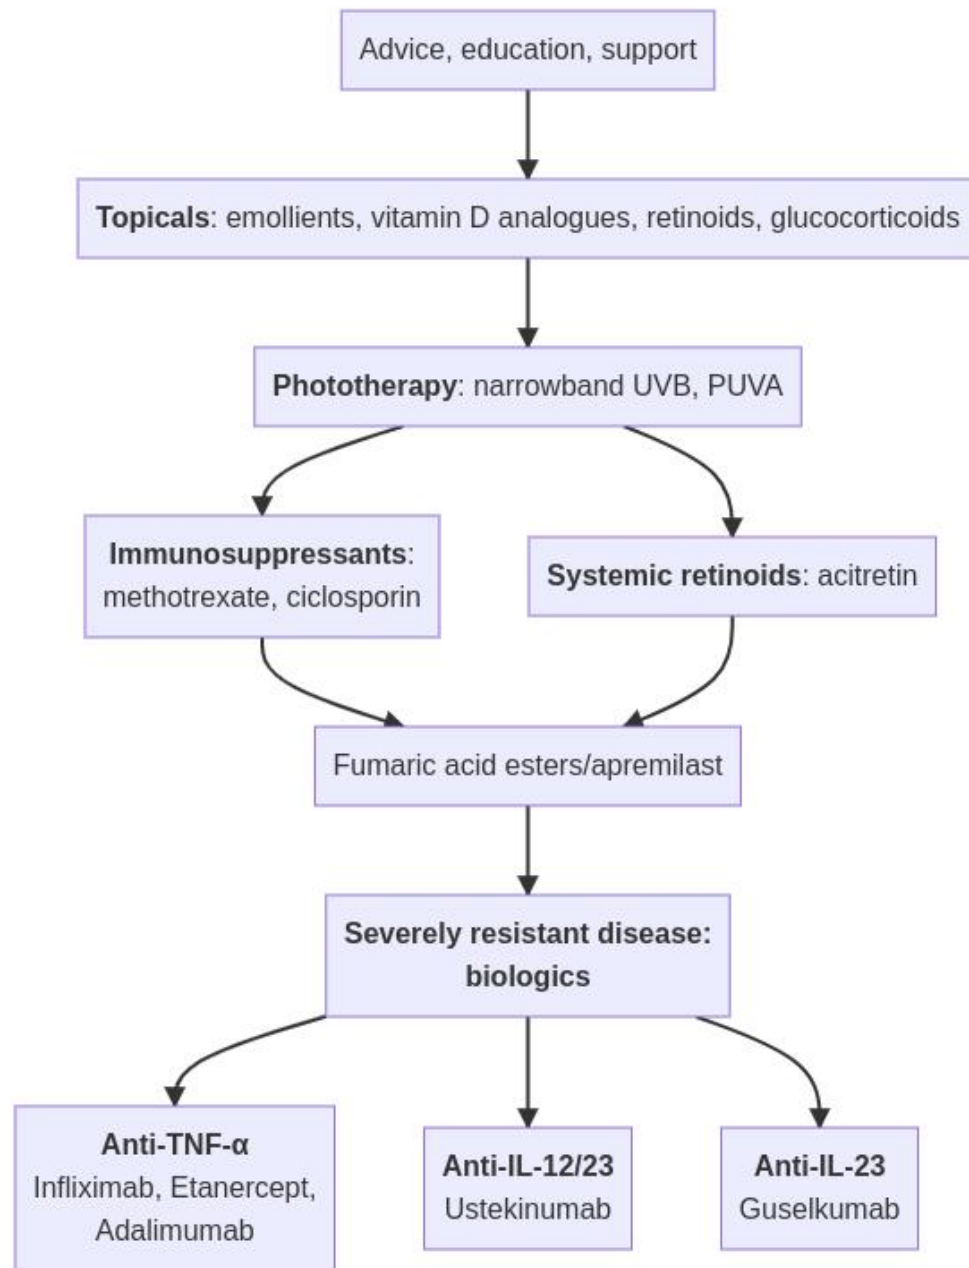 Advice, education, support
Topicals: emollients, vitamin D analogues, retinoids, glucocorticoids
Phototherapy: narrowband UVB, PUVA
Immunosuppressants:
methotrexate, ciclosporin
Systemic retinoids: acitretin
Fumaric acid esters/apremilast
Severely resistant disease:
biologics
Anti-TNF-α
Infliximab, Etanercept,
Adalimumab
Anti-IL-12/23
Ustekinumab
Anti-IL-23
Guselkumab